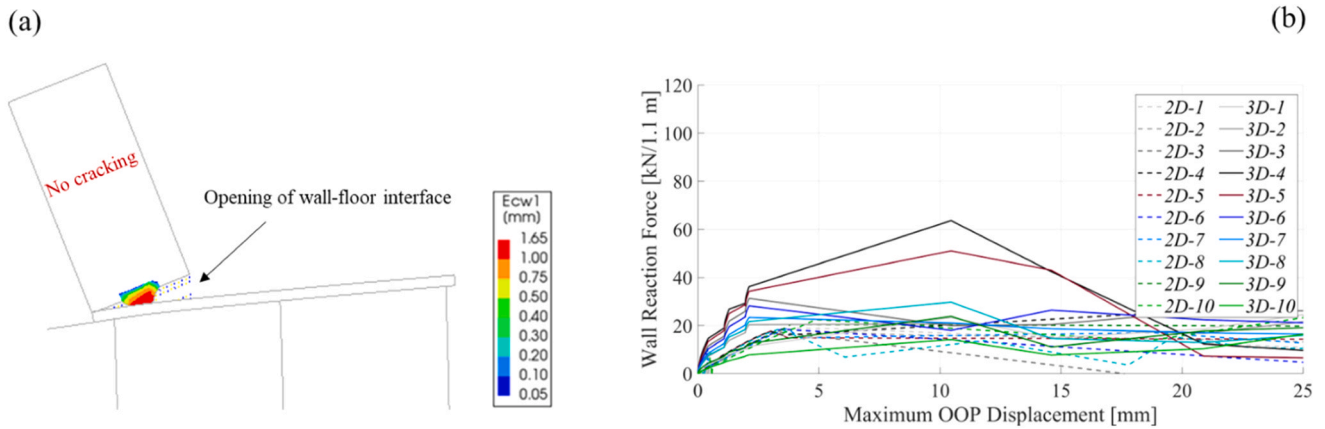 (a)
No cracking
Opening of wall-floor interface
Ecw1
(mm)
1.65
1.00
0.75
0.50
0.40
0.30
0.20
0.10
0.05
(b)
Wall Reaction Force [kN/1.1 m]
120
100
80
60
40
20
0
2D-1 3D-1
2D-2 3D-2
2D-3 3D-3
2D-4 3D-4
2D-5 3D-5
2D-6 3D-6
2D-7 3D-7
2D-8 3D-8
2D-9 3D-9
2D-10 3D-10
0 5 10 15 20 25
Maximum OOP Displacement [mm]